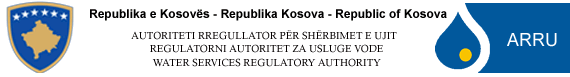 Republika e Kosovës - Republika Kosova - Republic of Kosova
AUTORITETI RREGULLATOR PËR SHËRBIMET E UJIT
REGULATORNI AUTORITET ZA USLUGE VODE
WATER SERVICES REGULATORY AUTHORITY
ARRU